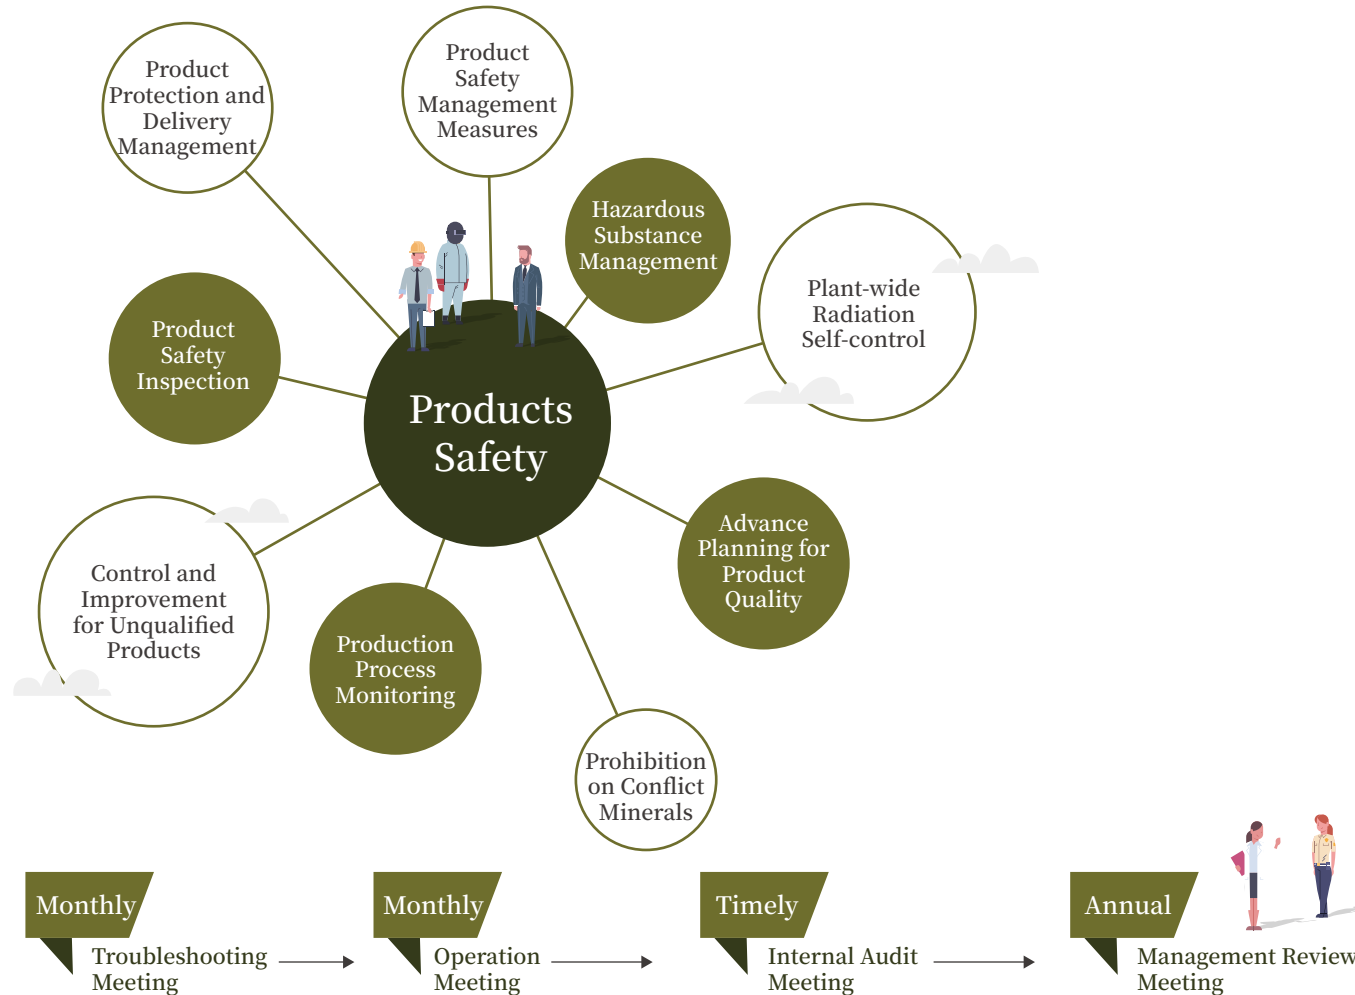 Product
Protection and
Delivery
Management
Product
Safety
Management
Measures
Hazardous
Substance
Management
Plant-wide
Radiation
Self-control
Product
Safety
Inspection
Products
Safety
Advance
Planning for
Product
Quality
Control and
Improvement
for Unqualified
Products
Production
Process
Monitoring
Prohibition
on Conflict
Minerals
Monthly
Troubleshooting
Meeting
Monthly
Operation
Meeting
Timely
Internal Audit
Meeting
Annual
Management Review
Meeting